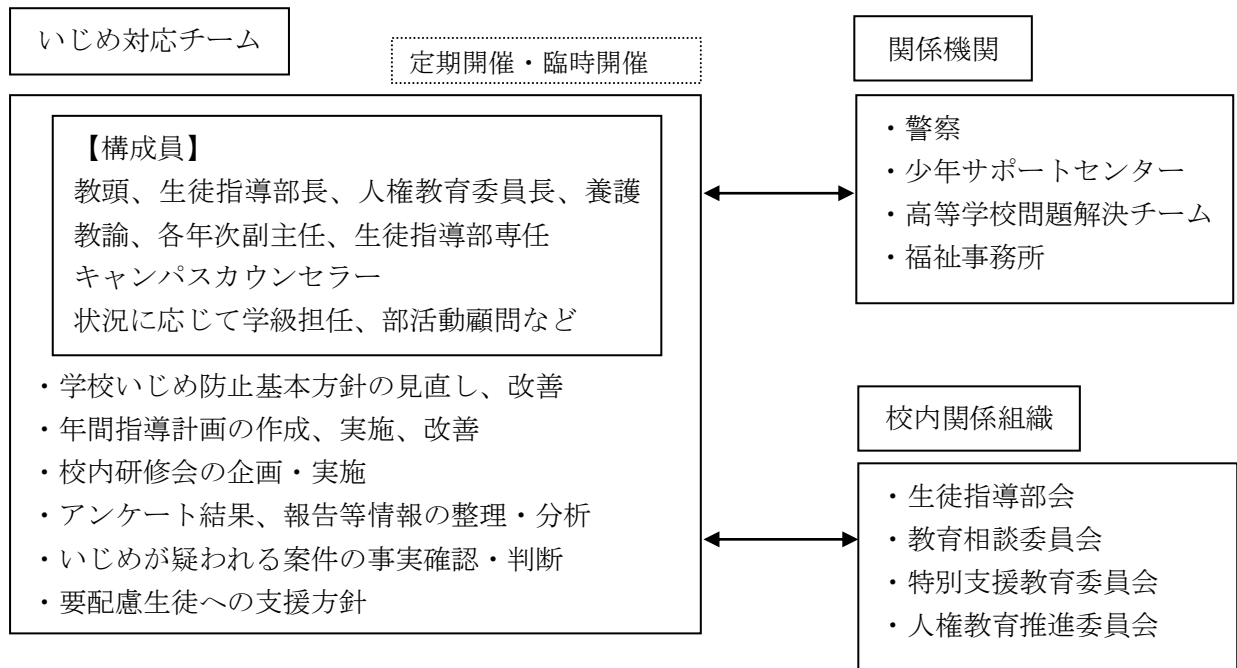 いじめ対応チーム
定期開催・臨時開催
【構成員】
教頭、生徒指導部長、人権教育委員長、養護
教諭、各年次副主任、生徒指導部専任
キャンパスカウンセラー
状況に応じて学級担任、部活動顧問など
・学校いじめ防止基本方針の見直し、改善
・年間指導計画の作成、実施、改善
・校内研修会の企画・実施
・アンケート結果、報告等情報の整理・分析
・いじめが疑われる案件の事実確認・判断
・要配慮生徒への支援方針
関係機関
・警察
・少年サポートセンター
・高等学校問題解決チーム
・福祉事務所
校内関係組織
・生徒指導部会
・教育相談委員会
・特別支援教育委員会
・人権教育推進委員会